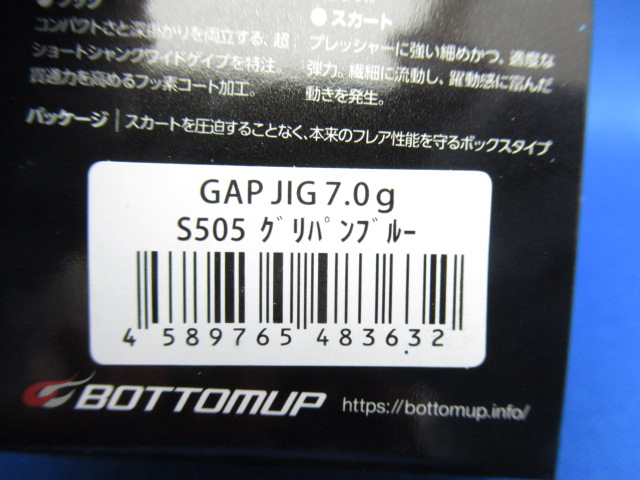 ● フック
コンパクトさと深掛かりを両立する、超
ショートシャンクワイドゲイプを特注。
貫通力を高めるフッ素コート加工。
● スカート
プレッシャーに強い細めかつ、適度な
弾力。繊細に流動し、躍動感に富んだ
動きを発生。
パッケージ｜スカートを圧迫することなく、本来のフレア性能を守るボックスタイプ
GAP JIG 7.0g
S505 ｸﾞﾘﾊﾟﾝﾌﾞﾙｰ
4 589765 483632
BOTTOMUP
https://bottomup.info/